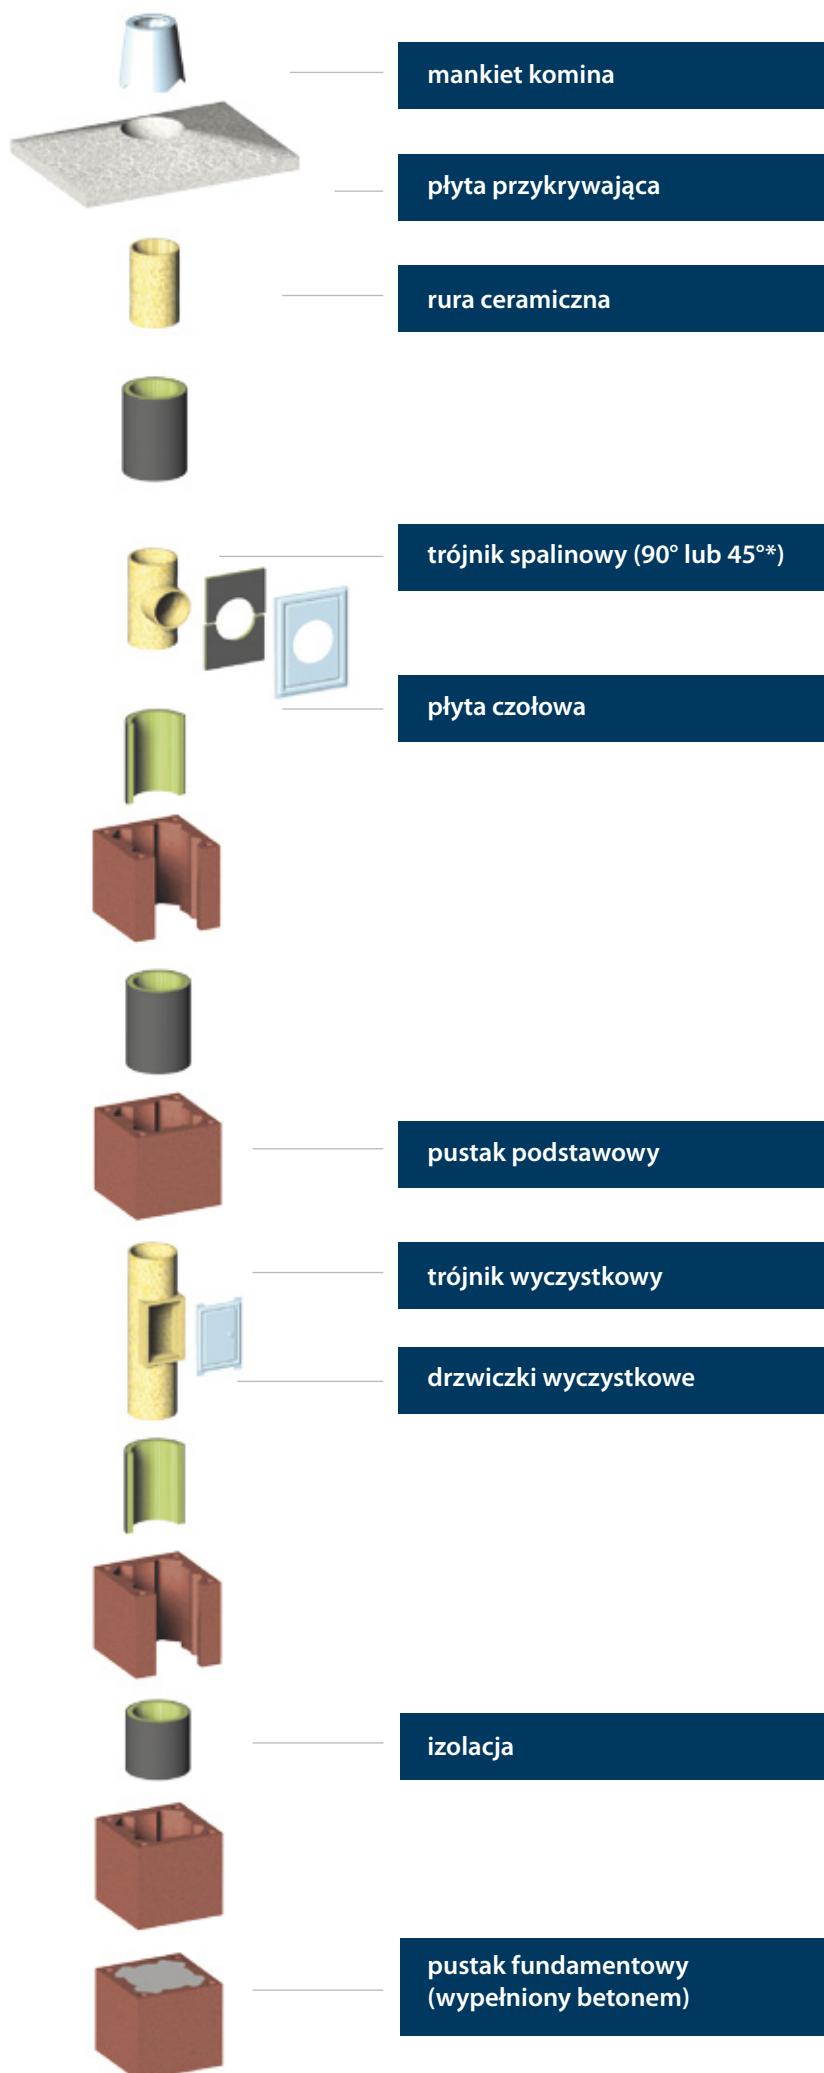 mankiet komina
płyta przykrywająca
rura ceramiczna
trójnik spalinowy (90° lub 45°*)
płyta czołowa
pustak podstawowy
trójnik wyczystkowy
drzwiczki wyczystkowe
izolacja
pustak fundamentowy
(wypełniony betonem)